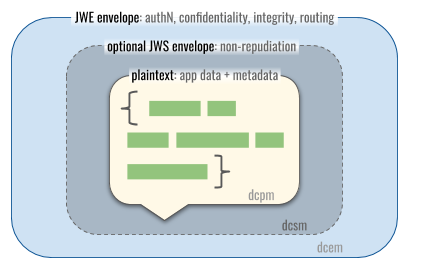 JWE envelope: authN, confidentiality, integrity, routing
optional JWS envelope: non-repudiation
plaintext: app data + metadata
{
}
dcpm
dcsm
dcem